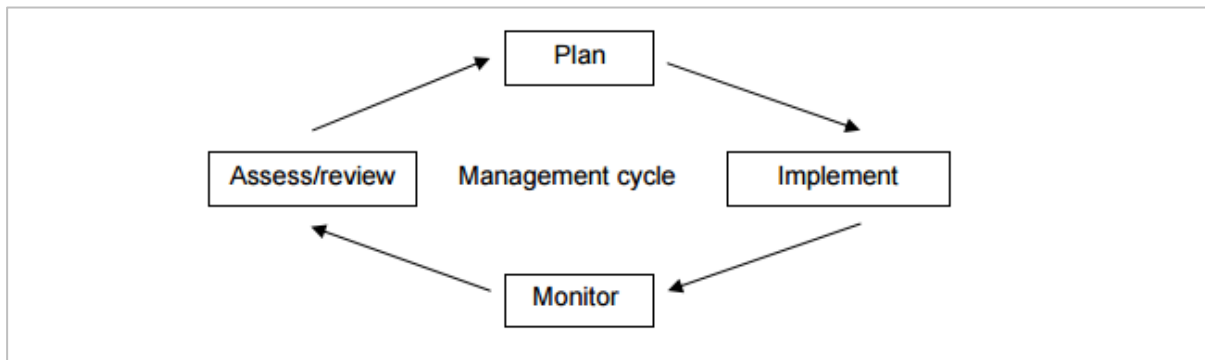 Plan
Assess/review
Management cycle
Implement
Monitor